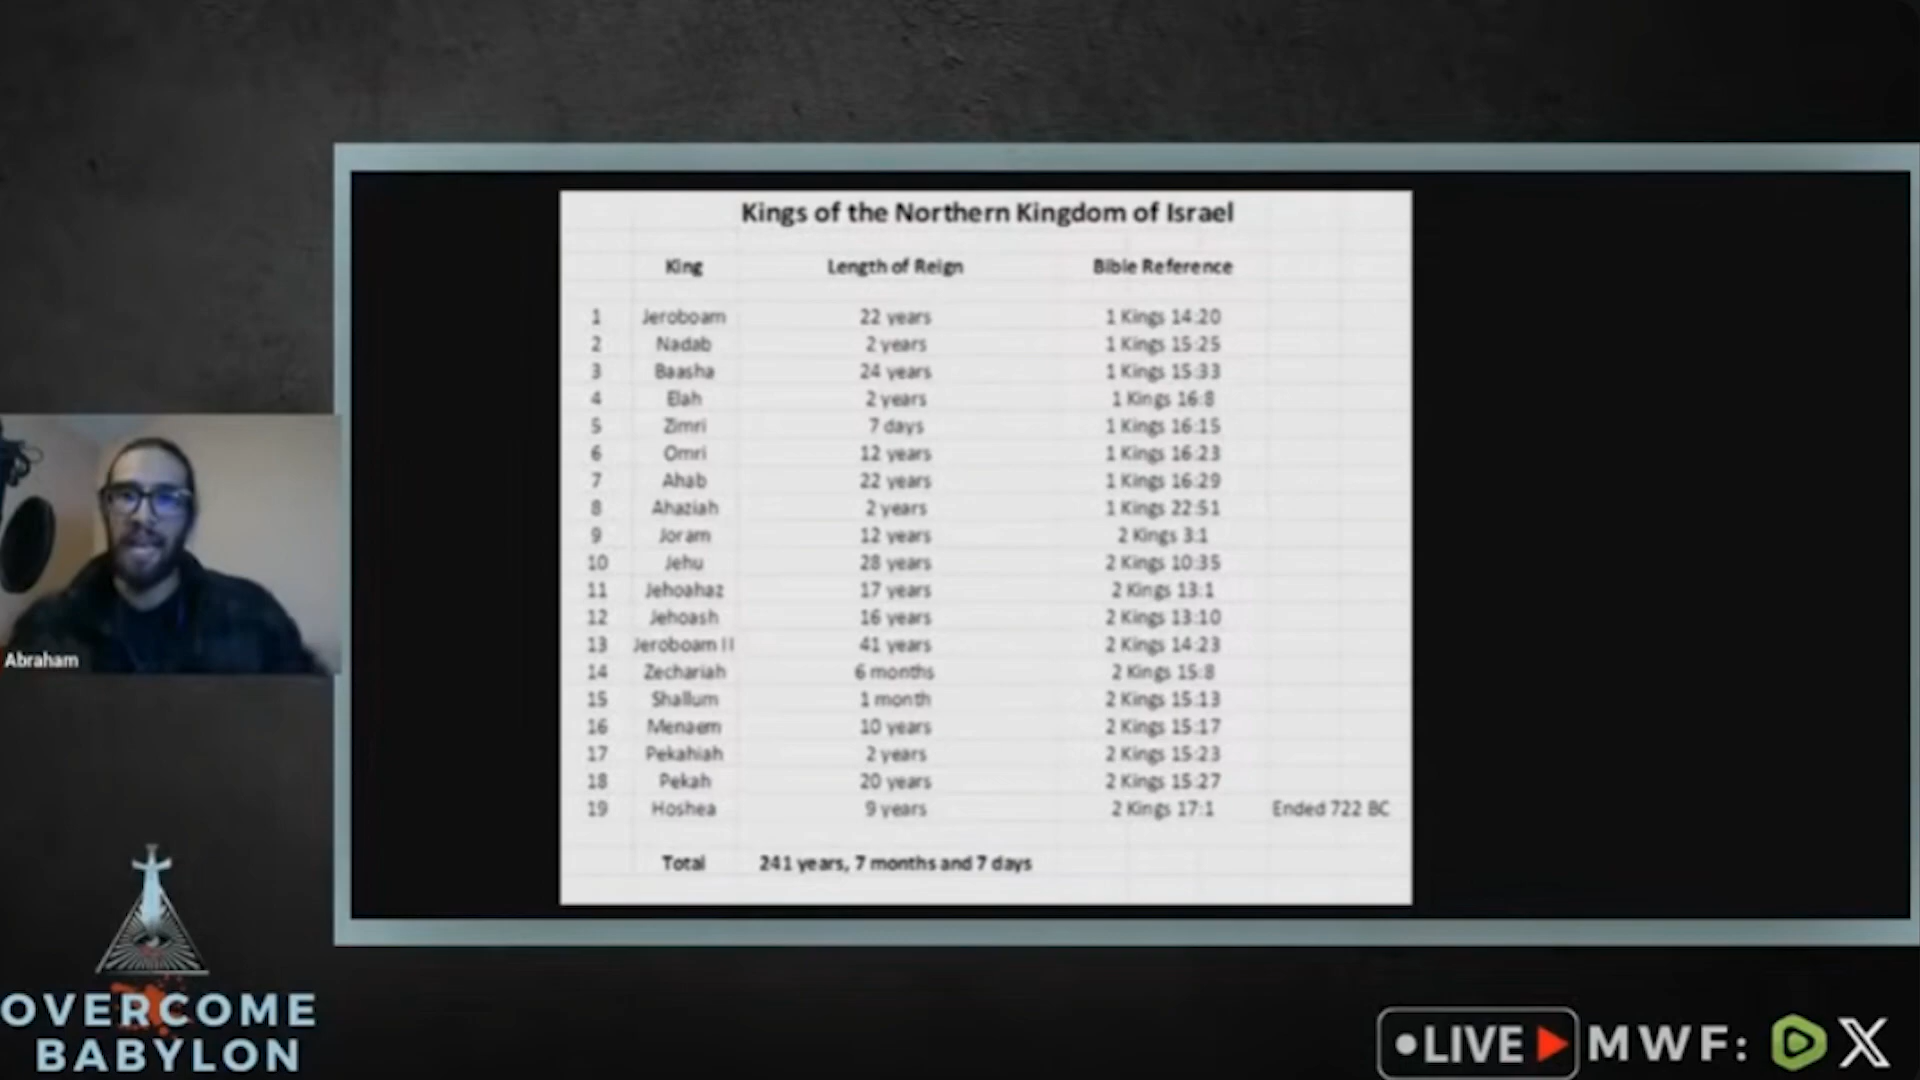 Kings of the Northern Kingdom of Israel
King Length of Reign Bible Reference
1 Jeroboam 22 years 1 Kings 14:20
2 Nadab 2 years 1 Kings 15:25
3 Baasha 24 years 1 Kings 15:33
4 Elah 2 years 1 Kings 16:8
5 Zimri 7 days 1 Kings 16:15
6 Omri 12 years 1 Kings 16:23
7 Ahab 22 years 1 Kings 16:29
8 Ahaziah 2 years 1 Kings 22:51
9 Joram 12 years 2 Kings 3:1
10 Jehu 28 years 2 Kings 10:35
11 Jehoahaz 17 years 2 Kings 13:1
12 Jehoash 16 years 2 Kings 13:10
13 Jeroboam II 41 years 2 Kings 14:23
14 Zechariah 6 months 2 Kings 15:8
15 Shallum 1 month 2 Kings 15:13
16 Menaem 10 years 2 Kings 15:17
17 Pekahiah 2 years 2 Kings 15:23
18 Pekah 20 years 2 Kings 15:27
19 Hoshea 9 years 2 Kings 17:1 Ended 722 BC
Total 241 years, 7 months and 7 days
Abraham
OVERCOME
BABYLON
LIVE MWF: X